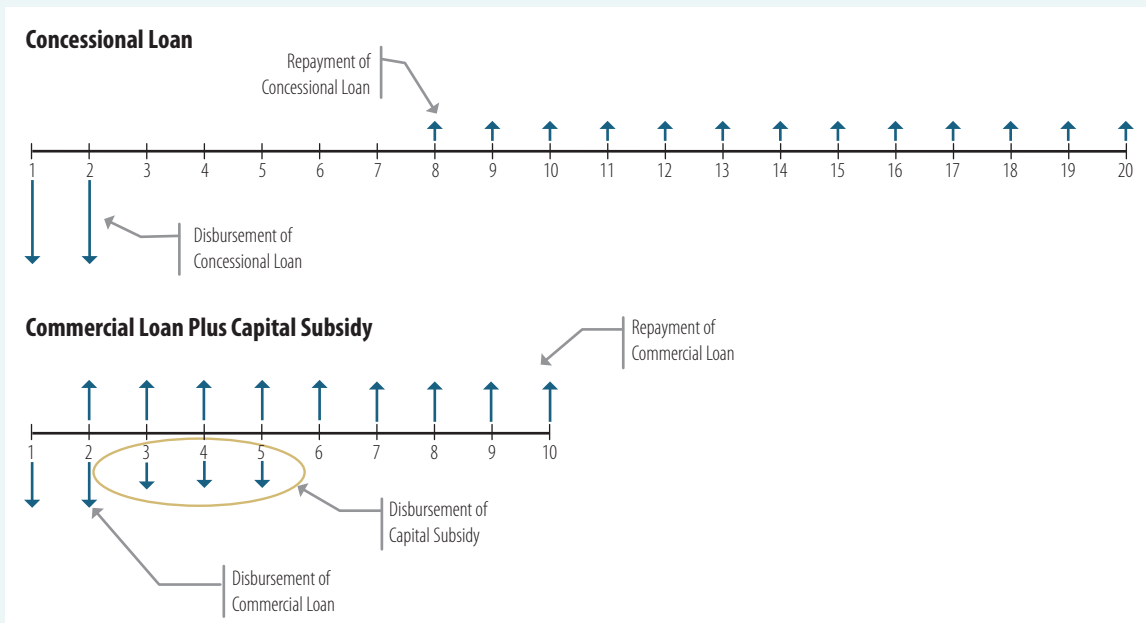 Concessional Loan
Repayment of
Concessional Loan
1 2 3 4 5 6 7 8 9 10 11 12 13 14 15 16 17 18 19 20
Disbursement of
Concessional Loan
Commercial Loan Plus Capital Subsidy
Repayment of
Commercial Loan
1 2 3 4 5 6 7 8 9 10
Disbursement of
Capital Subsidy
Disbursement of
Commercial Loan